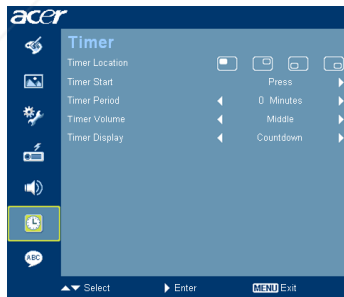 acer
Timer
Timer Location
Timer Start Press
Timer Period 0 Minutes
Timer Volume Middle
Timer Display Countdown
ABC
Select Enter MENU Exit